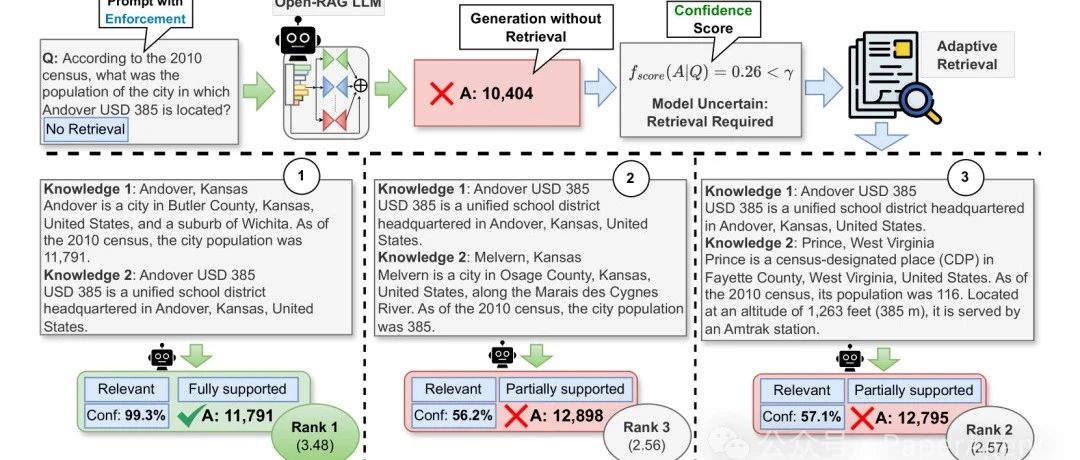 Prompt with
Enforcement
Open-RAG LLM
Generation without
Retrieval
Confidence
Score
Q: According to the 2010
census, what was the
population of the city in which
Andover USD 385 is located?
No Retrieval
A: 10,404
fscore(A|Q) = 0.26 < γ
Model Uncertain:
Retrieval Required
Adaptive
Retrieval
1
Knowledge 1: Andover, Kansas
Andover is a city in Butler County, Kansas,
United States, and a suburb of Wichita. As of
the 2010 census, the city population was
11,791.
Knowledge 2: Andover USD 385
USD 385 is a unified school district
headquartered in Andover, Kansas, United
States.
Relevant
Fully supported
Conf: 99.3%
A: 11,791
Rank 1
(3.48)
2
Knowledge 1: Andover USD 385
USD 385 is a unified school district
headquartered in Andover, Kansas, United
States.
Knowledge 2: Melvern, Kansas
Melvern is a city in Osage County, Kansas,
United States, along the Marais des Cygnes
River. As of the 2010 census, the city population
was 385.
Relevant
Partially supported
Conf: 56.2%
A: 12,898
Rank 3
(2.56)
3
Knowledge 1: Andover USD 385
USD 385 is a unified school district headquartered
in Andover, Kansas, United States.
Knowledge 2: Prince, West Virginia
Prince is a census-designated place (CDP) in
Fayette County, West Virginia, United States. As of
the 2010 census, its population was 116. Located
at an altitude of 1,263 feet (385 m), it is served by
an Amtrak station.
Relevant
Partially supported
Conf: 57.1%
A: 12,795
Rank 2
(2.57)
公众号